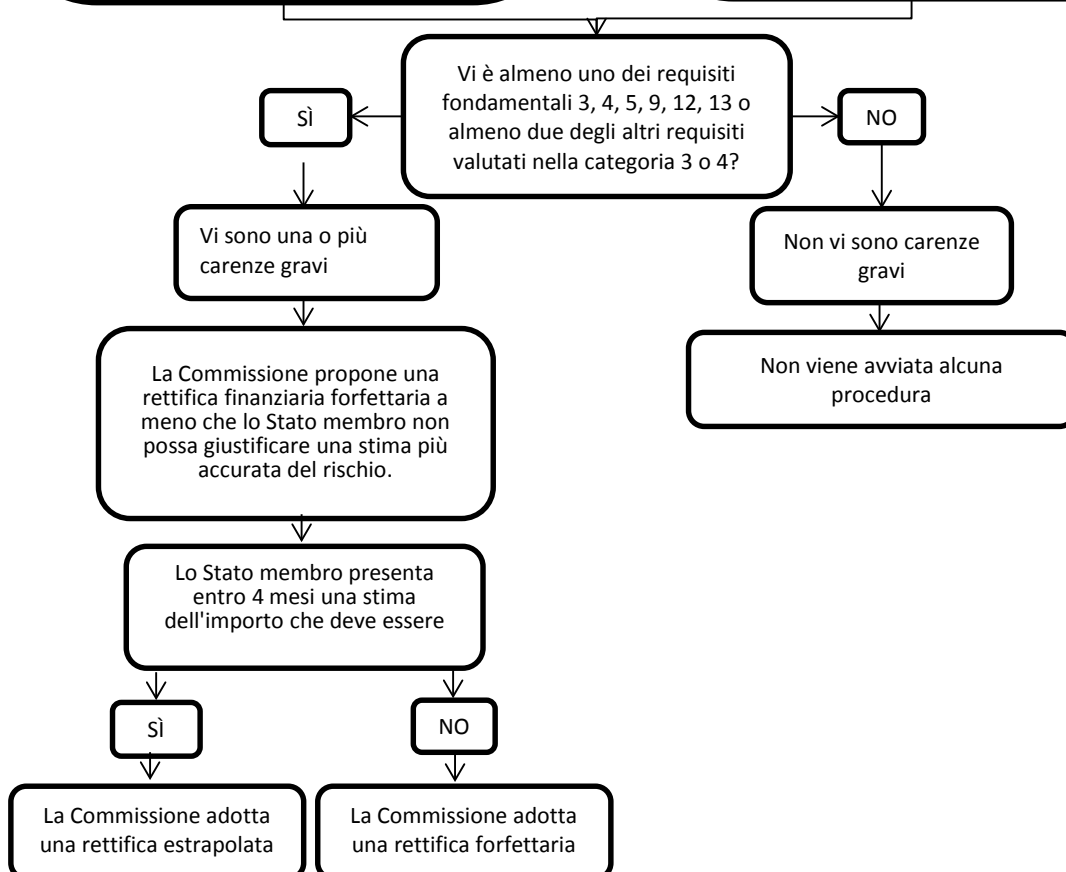 Vi è almeno uno dei requisiti
fondamentali 3, 4, 5, 9, 12, 13 o
almeno due degli altri requisiti
valutati nella categoria 3 o 4?
SÌ
NO
Vi sono una o più
carenze gravi
Non vi sono carenze
gravi
La Commissione propone una
rettifica finanziaria forfettaria a
meno che lo Stato membro non
possa giustificare una stima più
accurata del rischio.
Non viene avviata alcuna
procedura
Lo Stato membro presenta
entro 4 mesi una stima
dell'importo che deve essere
SÌ
NO
La Commissione adotta
una rettifica estrapolata
La Commissione adotta
una rettifica forfettaria